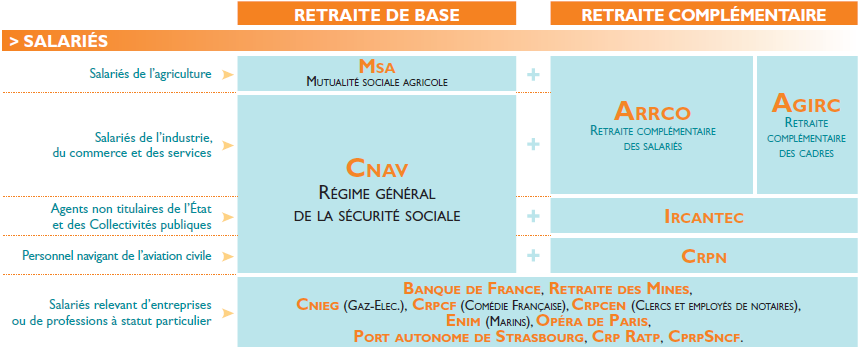 RETRAITE DE BASE
RETRAITE COMPLÉMENTAIRE
> SALARIÉS
Salariés de l'agriculture
MSA
MUTUALITÉ SOCIALE AGRICOLE
+
ARRCO
RETRAITE COMPLÉMENTAIRE
DES SALARIÉS
AGIRC
RETRAITE
COMPLÉMENTAIRE
DES CADRES
Salariés de l'industrie,
du commerce et des services
CNAV
RÉGIME GÉNÉRAL
DE LA SÉCURITÉ SOCIALE
+
Agents non titulaires de l'État
et des Collectivités publiques
+
IRCANTEC
Personnel navigant de l'aviation civile
+
CRPN
Salariés relevant d'entreprises
ou de professions à statut particulier
BANQUE DE FRANCE, RETRAITE DES MINES,
CNIEG (GAZ-ELEC.), CRPCF (COMÉDIE FRANÇAISE), CRPCEN (CLERCS ET EMPLOYÉS DE NOTAIRES),
ENIM (MARINS), OPÉRA DE PARIS,
PORT AUTONOME DE STRASBOURG, CRP RATP, CPRPSNCF.